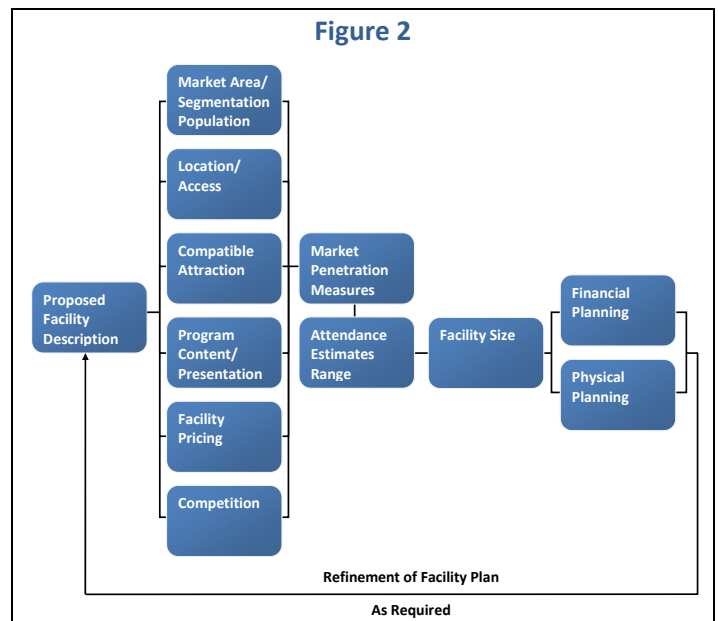 Figure 2
Proposed
Facility
Description
Market Area/
Segmentation
Population
Location/
Access
Compatible
Attraction
Program
Content/
Presentation
Facility
Pricing
Competition
Market
Penetration
Measures
Attendance
Estimates
Range
Facility Size
Financial
Planning
Physical
Planning
Refinement of Facility Plan
As Required